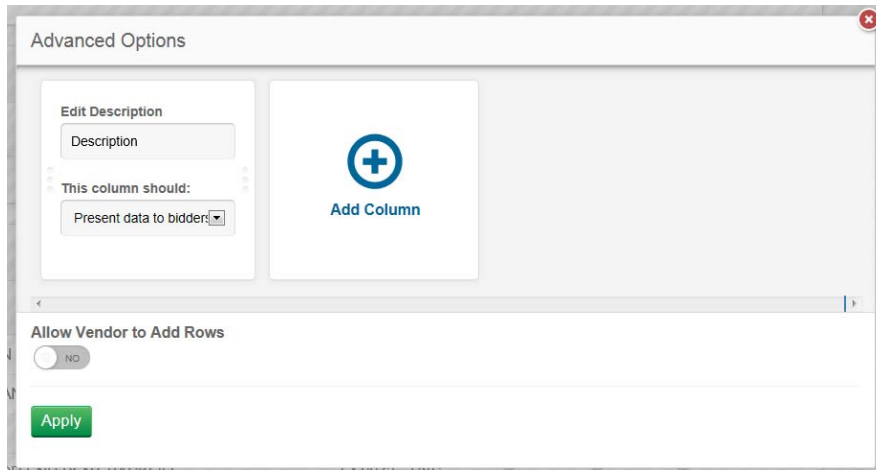 Advanced Options
Edit Description
Description
This column should:
Present data to bidders
Add Column
Allow Vendor to Add Rows
NO
Apply